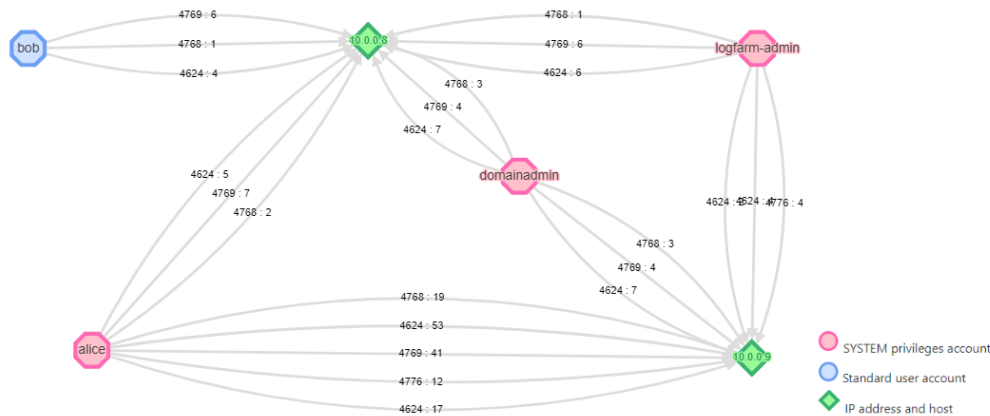 4769 : 6
4768 : 1
4624 : 4
bob
10.0.0.8
4768 : 1
4769 : 6
4624 : 6
logfarm-admin
4768 : 3
4769 : 4
4624 : 7
domainadmin
4624 : 5
4769 : 7
4768 : 2
4624 :
4624 : 4
4776 : 4
4768 : 3
4769 : 4
4624 : 7
4768 : 19
4624 : 53
4769 : 41
4776 : 12
4624 : 17
alice
10.0.0.9
SYSTEM privileges account
Standard user account
IP address and host